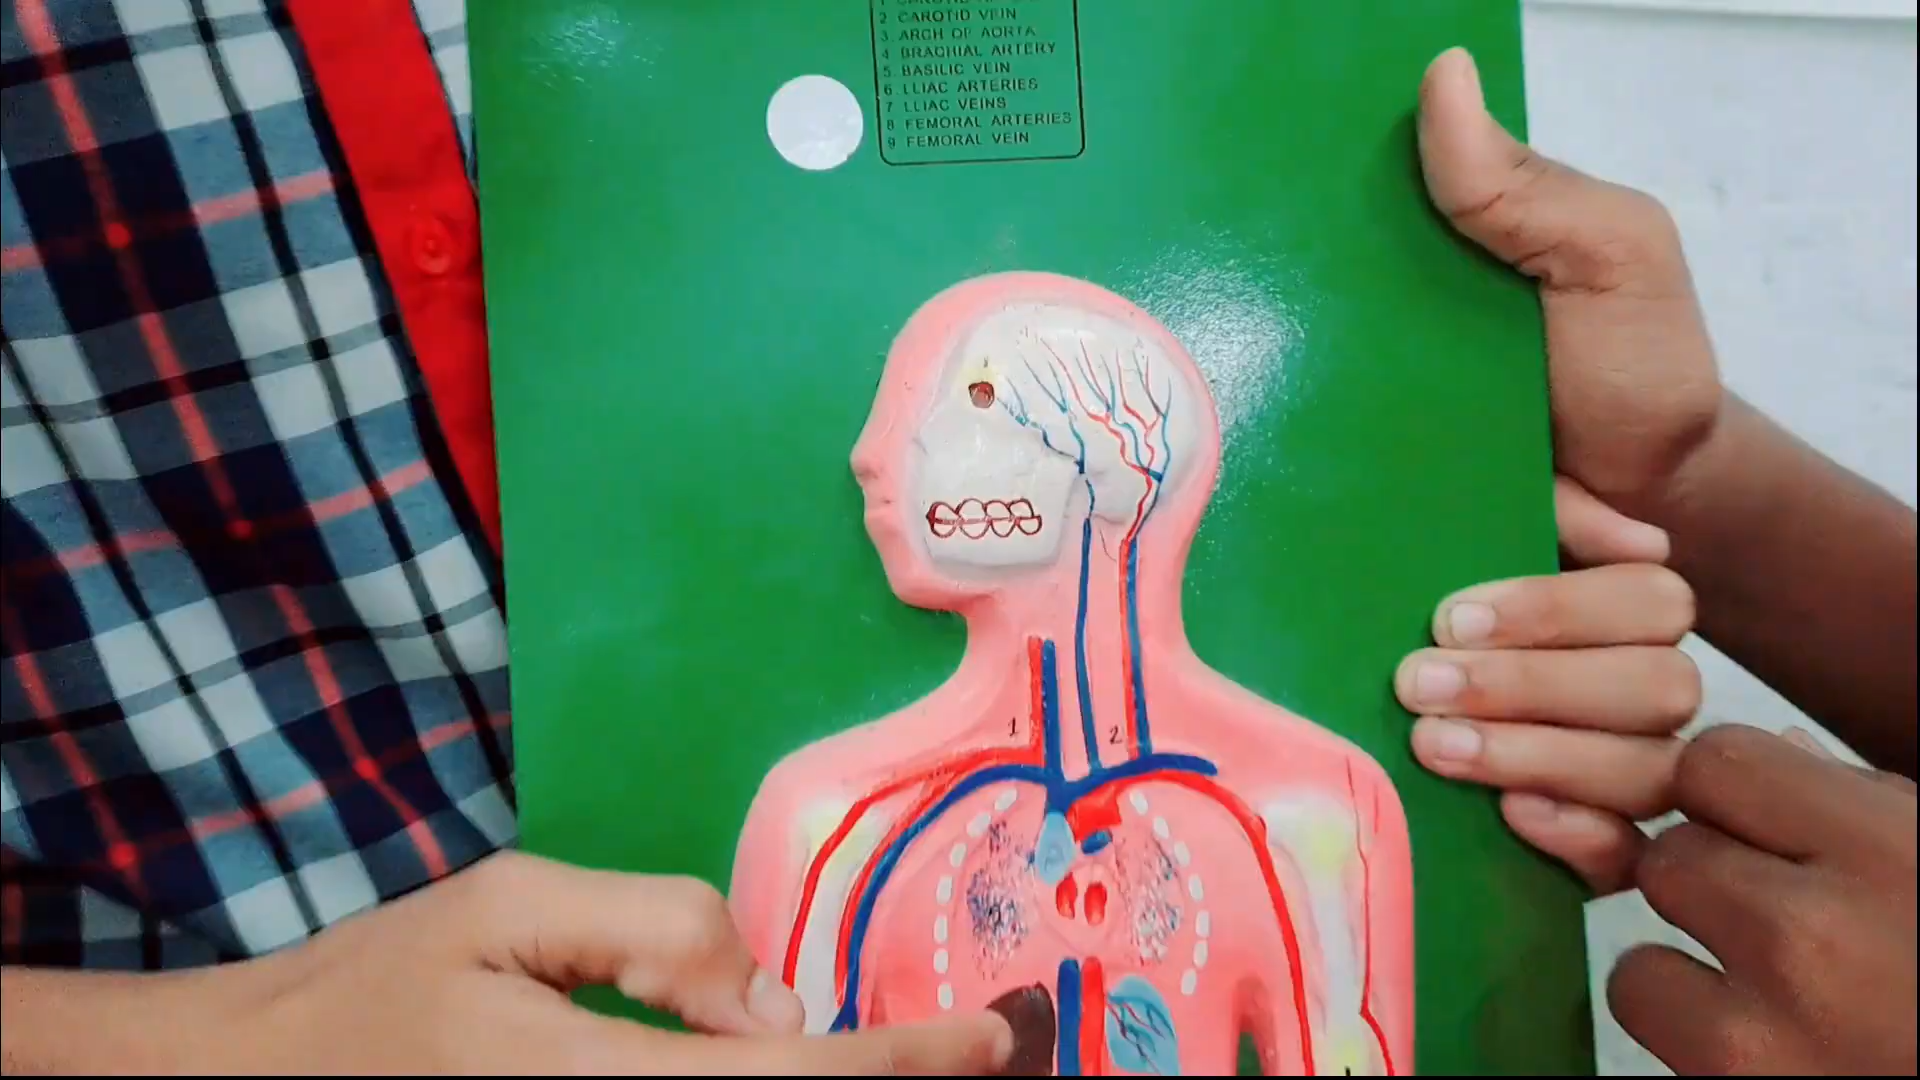 2 CAROTID VEIN
3. ARCH OF AORTA
4 BRACHIAL ARTERY
5. BASILIC VEIN
6. LLIAC ARTERIES
7 LLIAC VEINS
8 FEMORAL ARTERIES
9 FEMORAL VEIN
1
2